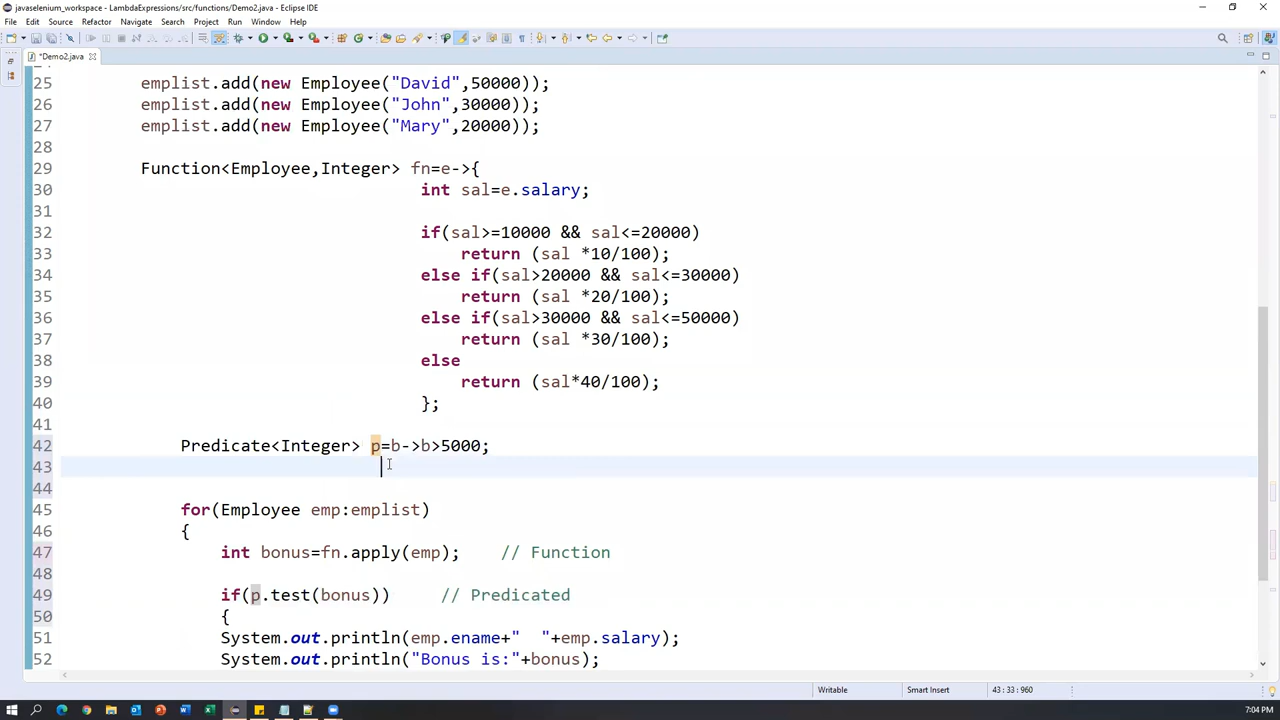 javaselenium_workspace - LambdaExpressions/src/functions/Demo2.java - Eclipse IDE
File Edit Source Refactor Navigate Search Project Run Window Help
*Demo2.java
25 emplist.add(new Employee("David",50000));
26 emplist.add(new Employee("John",30000));
27 emplist.add(new Employee("Mary",20000));
28
29 Function<Employee,Integer> fn=e->{
30 int sal=e.salary;
31
32 if(sal>=10000 && sal<=20000)
33 return (sal *10/100);
34 else if(sal>20000 && sal<=30000)
35 return (sal *20/100);
36 else if(sal>30000 && sal<=50000)
37 return (sal *30/100);
38 else
39 return (sal*40/100);
40 };
41
42 Predicate<Integer> p=b->b>5000;
43
44
45 for(Employee emp:emplist)
46 {
47 int bonus=fn.apply(emp); // Function
48
49 if(p.test(bonus)) // Predicated
50 {
51 System.out.println(emp.ename+"  "+emp.salary);
52 System.out.println("Bonus is:"+bonus);
Writable Smart Insert 43 : 33 : 960
7:04 PM